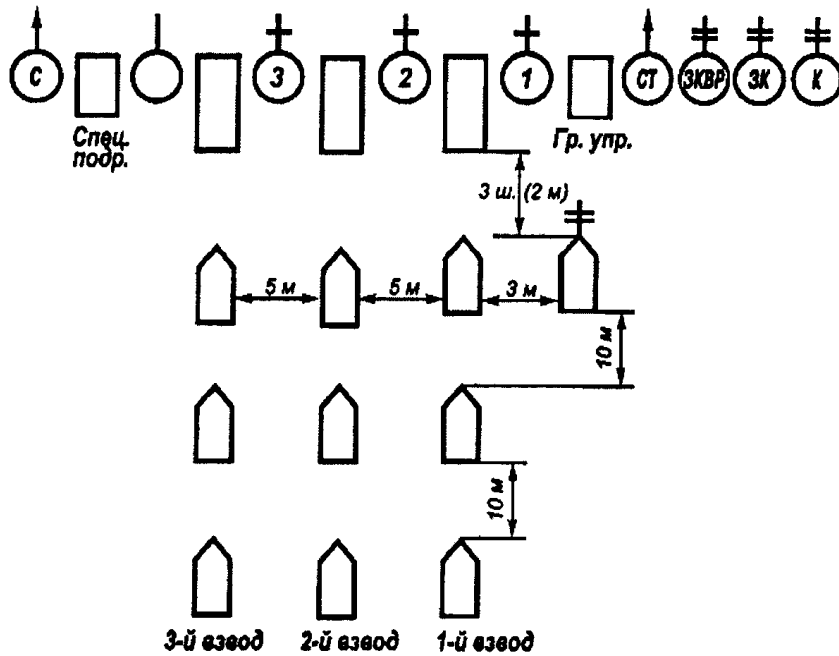 С
3
2
1
СТ
ЗКВР
ЗК
К
Спец.
подр.
Гр. упр.
3 ш. (2 м)
5 м
5 м
3 м
10 м
10 м
3-й взвод
2-й взвод
1-й взвод